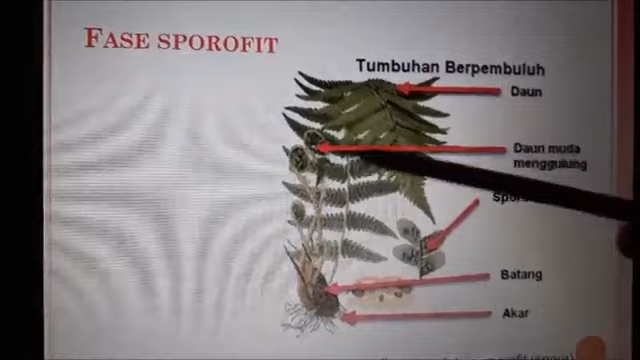 FASE SPOROFIT
Tumbuhan Berpembuluh
Daun
Daun muda
menggulung
Batang
Akar